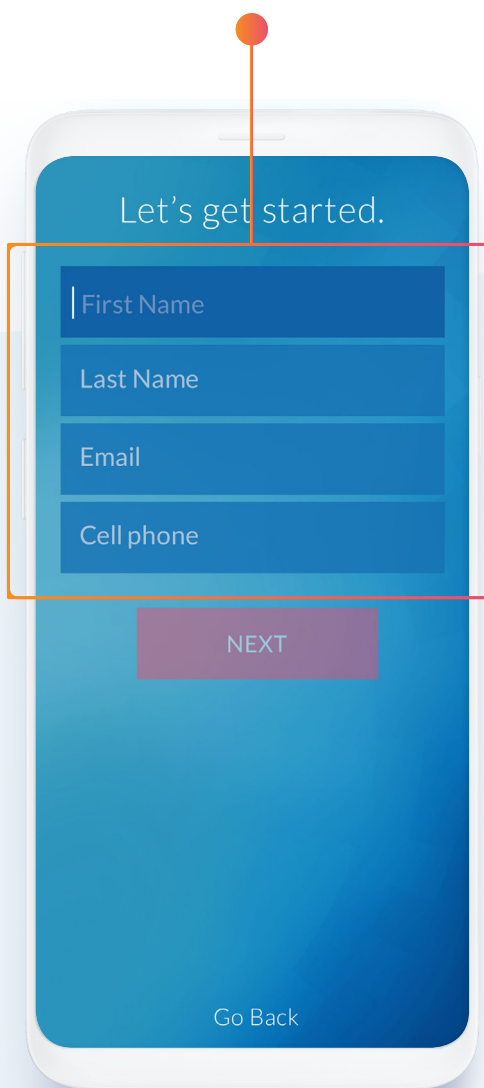 Let's get started.
First Name
Last Name
Email
Cell phone
NEXT
Go Back